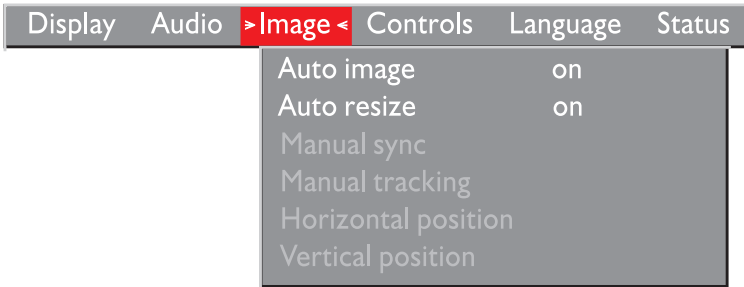 Display Audio >Image< Controls Language Status
Auto image on
Auto resize on
Manual sync
Manual tracking
Horizontal position
Vertical position